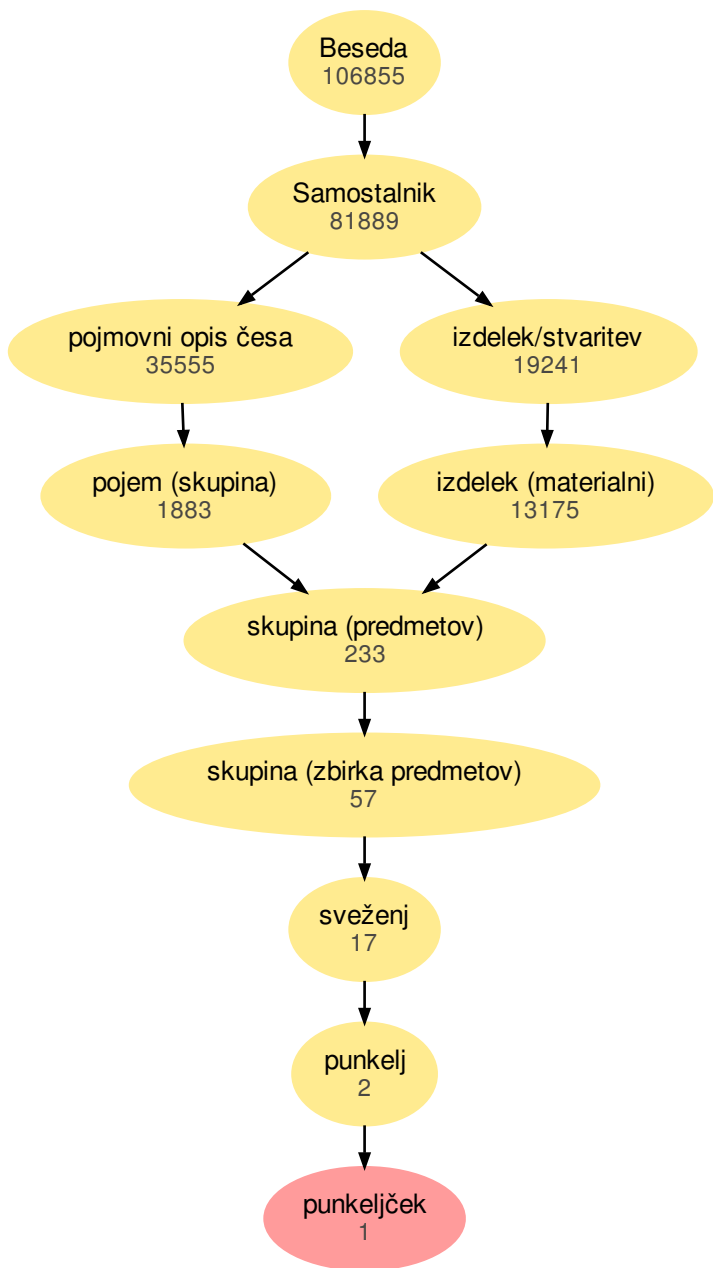 Beseda
106855
Samostalnik
81889
pojmovni opis česa
35555
izdelek/stvaritev
19241
pojem (skupina)
1883
izdelek (materialni)
13175
skupina (predmetov)
233
skupina (zbirka predmetov)
57
sveženj
17
punkelj
2
punkeljček
1